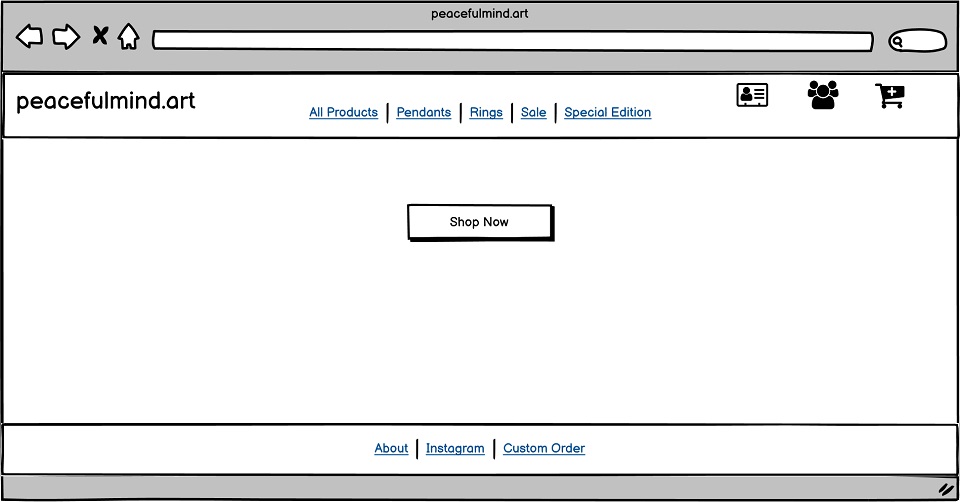 peacefulmind.art
peacefulmind.art
All Products | Pendants | Rings | Sale | Special Edition
Shop Now
About | Instagram | Custom Order